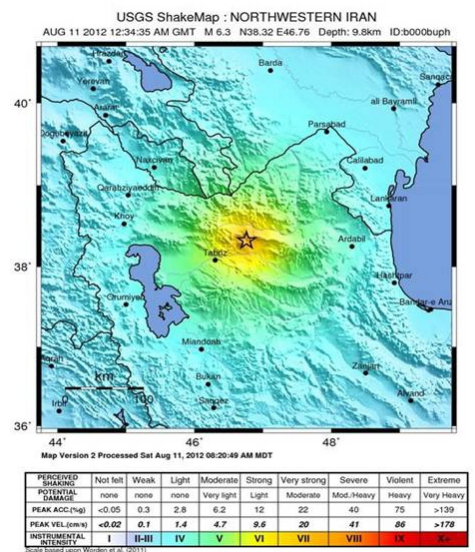 USGS ShakeMap : NORTHWESTERN IRAN
AUG 11 2012 12:34:35 AM GMT M 6.3 N38.32 E46.76 Depth: 9.8km ID:b000buph
Hrazdan
Barda
Yerevan
40˚
ali Bayramli
Ararat
Parsabad
Naxcivan
Calilabad
Qarahziyaeddin
Lankaran
Khoy
Ardabil
Tabriz
38˚
Hashtpar
Orumiyeh
Bandar-e Anz
Miandoab
km
Zanjan
Bukan
0 100
Saqqez
Alvand
Irbil
36˚
44˚ 46˚ 48˚
Map Version 2 Processed Sat Aug 11, 2012 08:20:49 AM MDT
PERCEIVED SHAKING Not felt Weak Light Moderate Strong Very strong Severe Violent Extreme
POTENTIAL DAMAGE none none none Very light Light Moderate Mod./Heavy Heavy Very Heavy
PEAK ACC.(%g) <0.05 0.3 2.8 6.2 12 22 40 75 >139
PEAK VEL.(cm/s) <0.02 0.1 1.4 4.7 9.6 20 41 86 >178
INSTRUMENTAL INTENSITY I II-III IV V VI VII VIII IX X+
Scale based upon Worden et al. (2011)